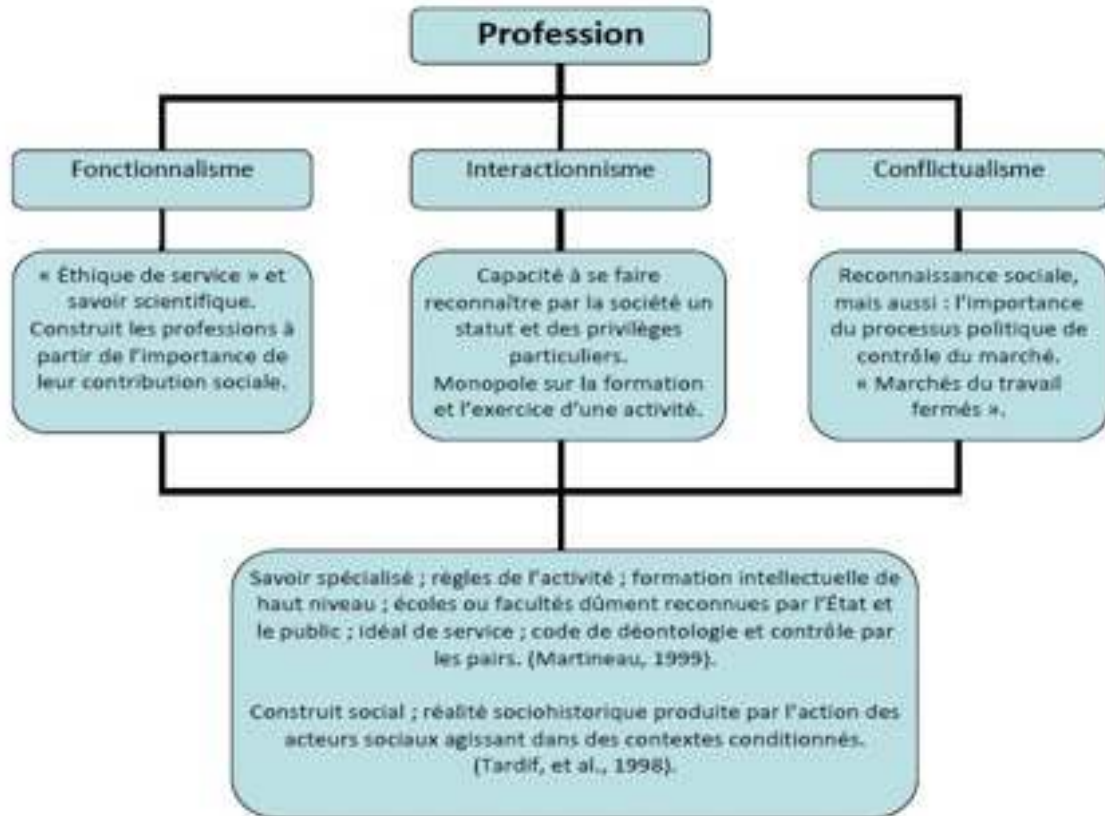 Profession
Fonctionnalisme
Interactionnisme
Conflictualisme
« Éthique de service » et
savoir scientifique.
Construit les professions à
partir de l'importance de
leur contribution sociale.
Capacité à se faire
reconnaître par la société un
statut et des privilèges
particuliers.
Monopole sur la formation
et l'exercice d'une activité.
Reconnaissance sociale,
mais aussi : l'importance
du processus politique de
contrôle du marché.
« Marchés du travail
fermés ».
Savoir spécialisé ; règles de l'activité ; formation intellectuelle de
haut niveau ; écoles ou facultés dûment reconnues par l'État et
le public ; idéal de service ; code de déontologie et contrôle par
les pairs. (Martineau, 1999).
Construit social ; réalité sociohistorique produite par l'action des
acteurs sociaux agissant dans des contextes conditionnés.
(Tardif, et al., 1998).